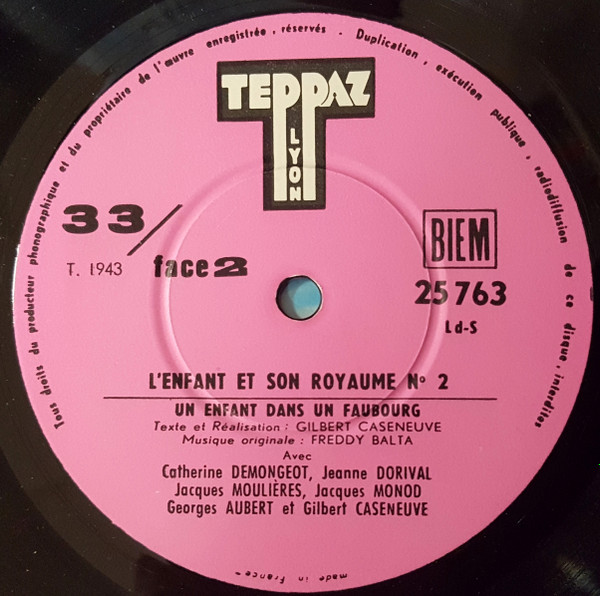 Tous droits du producteur phonographique et du propriétaire de l'œuvre enregistrée, réservés - Duplication, exécution publique, radiodiffusion de ce disque, interdites
TEPPAZ
LYON
33/
BIEM
T. 1943
face 2
25 763
Ld-S
L'ENFANT ET SON ROYAUME Nº 2
UN ENFANT DANS UN FAUBOURG
Texte et Réalisation : GILBERT CASENEUVE
Musique originale : FREDDY BALTA
Avec
Catherine DEMONGEOT, Jeanne DORIVAL
Jacques MOULIÈRES, Jacques MONOD
Georges AUBERT et Gilbert CASENEUVE
made in France